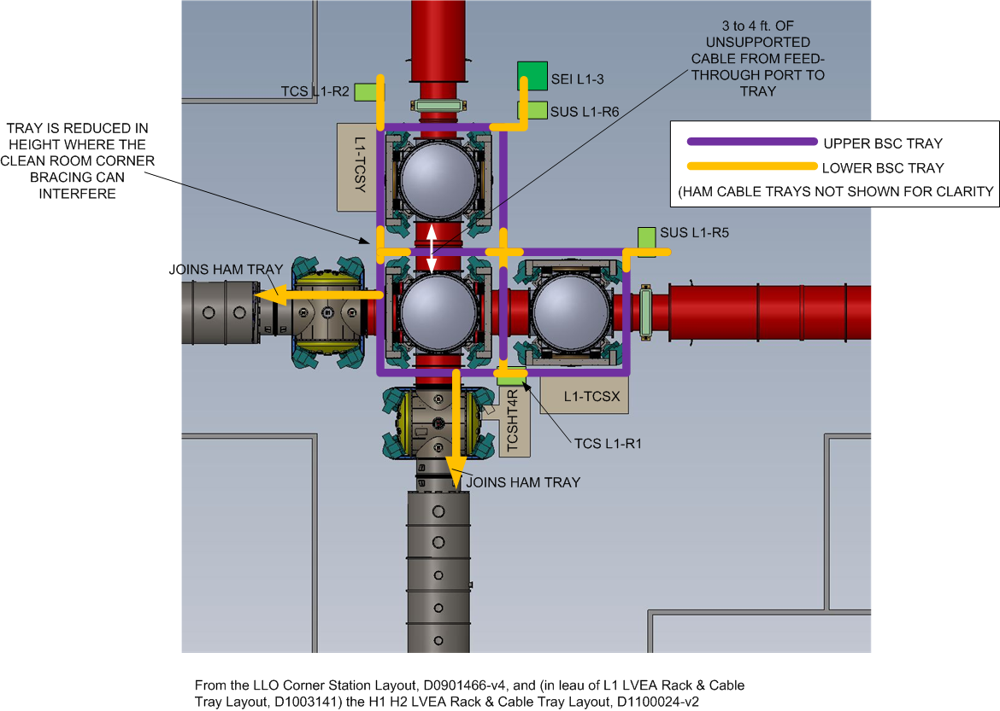 3 to 4 ft. OF
UNSUPPORTED
CABLE FROM FEED-
THROUGH PORT TO
TRAY
TCS L1-R2
SEI L1-3
SUS L1-R6
TRAY IS REDUCED IN
HEIGHT WHERE THE
CLEAN ROOM CORNER
BRACING CAN
INTERFERE
L1-TCSY
UPPER BSC TRAY
LOWER BSC TRAY
(HAM CABLE TRAYS NOT SHOWN FOR CLARITY
SUS L1-R5
JOINS HAM TRAY
L1-TCSX
TCSHT4R
TCS L1-R1
JOINS HAM TRAY
From the LLO Corner Station Layout, D0901466-v4, and (in leau of L1 LVEA Rack & Cable
Tray Layout, D1003141) the H1 H2 LVEA Rack & Cable Tray Layout, D1100024-v2